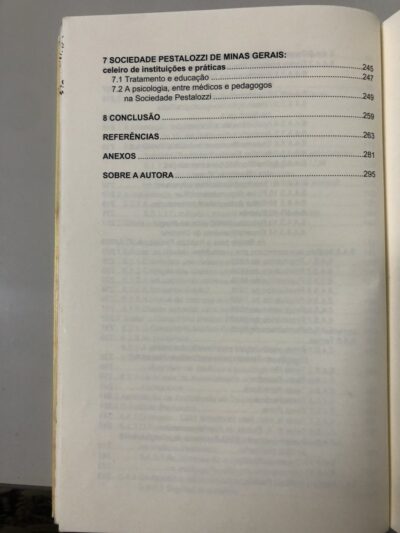 7 SOCIEDADE PESTALOZZI DE MINAS GERAIS:
celeiro de instituições e práticas.....................................................245
7.1 Tratamento e educação.................................................247
7.2 A psicologia, entre médicos e pedagogos
na Sociedade Pestalozzi ................................................249
8 CONCLUSÃO .....................................................................259
REFERÊNCIAS......................................................................263
ANEXOS ...............................................................................281
SOBRE A AUTORA ................................................................295